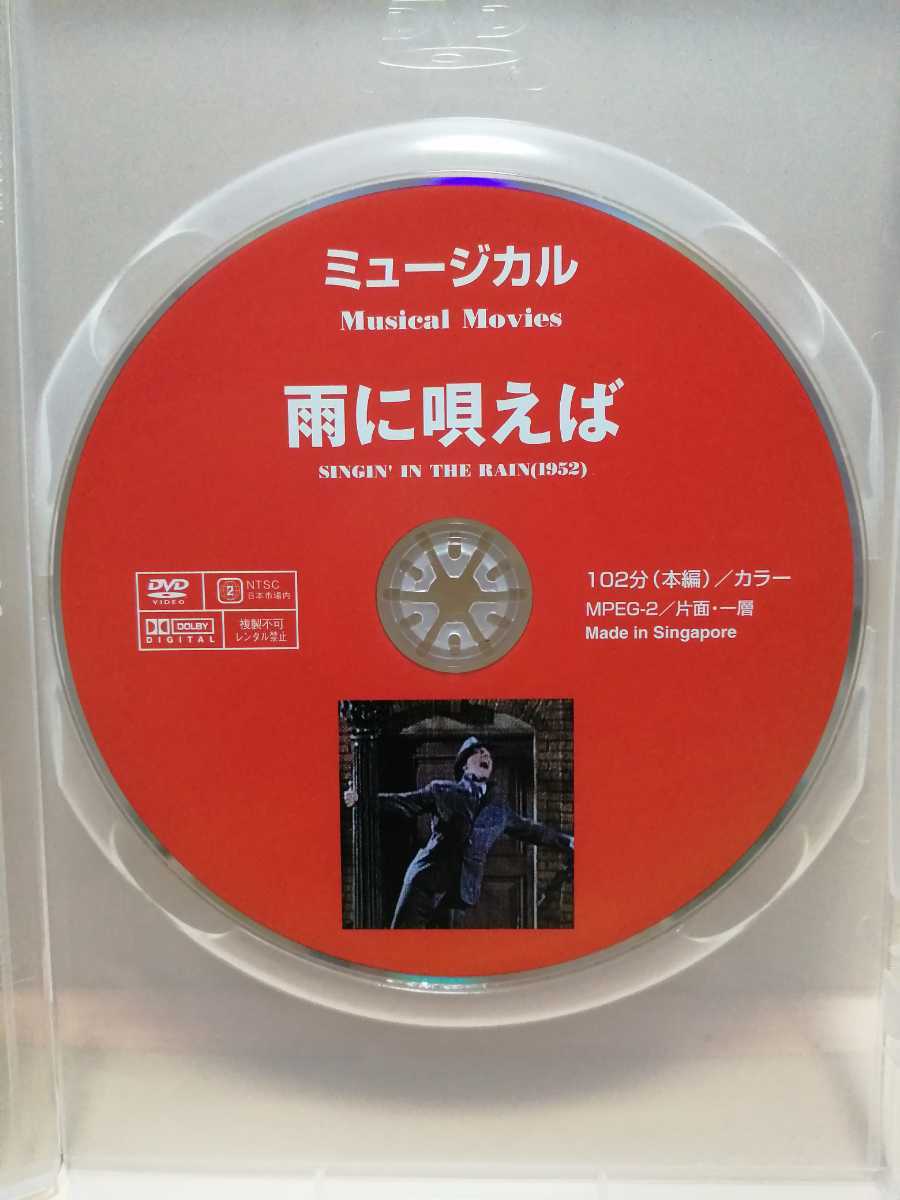 DVD
ミュージカル
Musical Movies
雨に唄えば
SINGIN' IN THE RAIN(1952)
DVD
VIDEO
2
NTSC
日本市場内
DOLBY
DIGITAL
複製不可
レンタル禁止
102分(本編)／カラー
MPEG-2／片面・一層
Made in Singapore